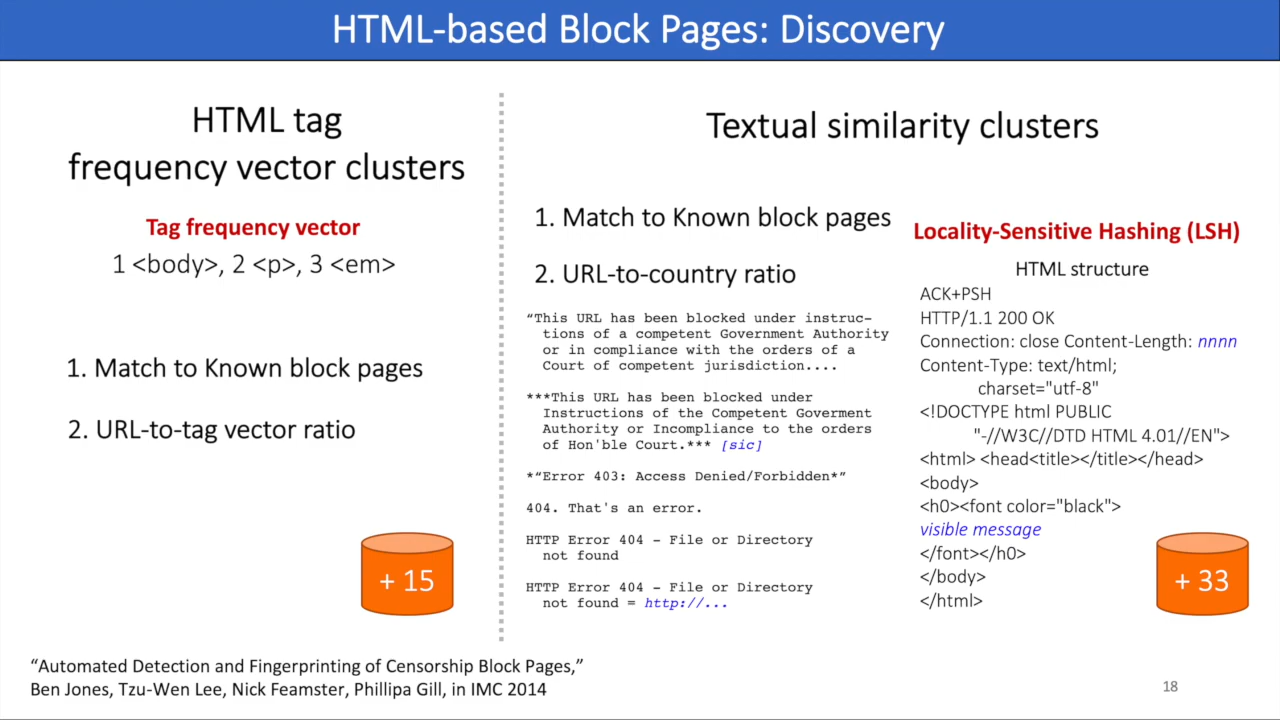 HTML-based Block Pages: Discovery
HTML tag
frequency vector clusters
Tag frequency vector
1 <body>, 2 <p>, 3 <em>
1. Match to Known block pages
2. URL-to-tag vector ratio
+ 15
Textual similarity clusters
1. Match to Known block pages
2. URL-to-country ratio
“This URL has been blocked under instruc-
tions of a competent Government Authority
or in compliance with the orders of a
Court of competent jurisdiction....
***This URL has been blocked under
Instructions of the Competent Goverment
Authority or Incompliance to the orders
of Hon'ble Court.*** [sic]
*“Error 403: Access Denied/Forbidden*”
404. That's an error.
HTTP Error 404 – File or Directory
not found
HTTP Error 404 – File or Directory
not found = http://...
Locality-Sensitive Hashing (LSH)
HTML structure
ACK+PSH
HTTP/1.1 200 OK
Connection: close Content-Length: nnnn
Content-Type: text/html;
charset="utf-8"
<!DOCTYPE html PUBLIC
"-//W3C//DTD HTML 4.01//EN">
<html> <head<title></title></head>
<body>
<h0><font color="black">
visible message
</font></h0>
</body>
</html>
+ 33
“Automated Detection and Fingerprinting of Censorship Block Pages,”
Ben Jones, Tzu-Wen Lee, Nick Feamster, Phillipa Gill, in IMC 2014
18